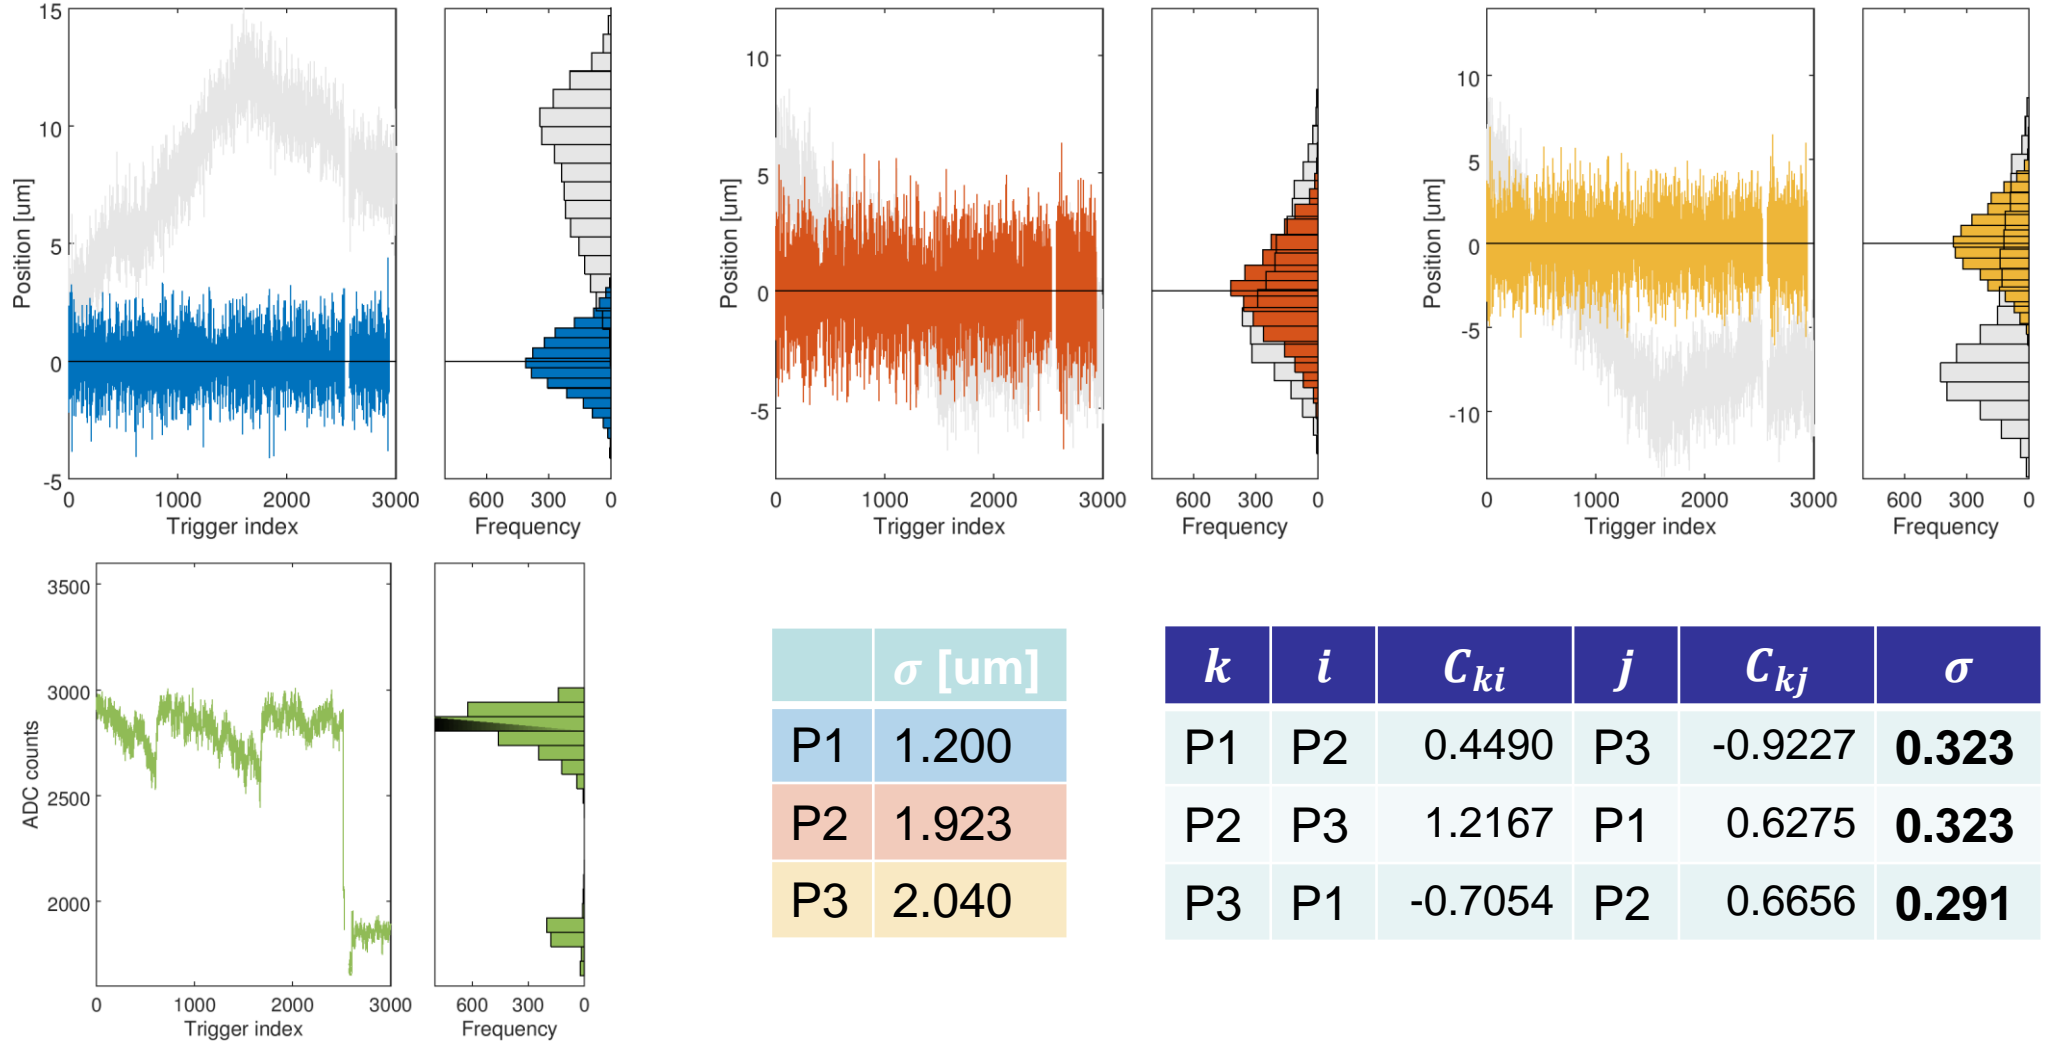 15
10
5
0
-5
Position [um]
0 1000 2000 3000
Trigger index
600 300 0
Frequency
10
5
0
-5
Position [um]
0 1000 2000 3000
Trigger index
600 300 0
Frequency
10
5
0
-5
-10
Position [um]
0 1000 2000 3000
Trigger index
600 300 0
Frequency
3500
3000
2500
2000
ADC counts
0 1000 2000 3000
Trigger index
600 300 0
Frequency
σ [um]
P1 1.200
P2 1.923
P3 2.040
k i C_ki j C_kj σ
P1 P2 0.4490 P3 -0.9227 0.323
P2 P3 1.2167 P1 0.6275 0.323
P3 P1 -0.7054 P2 0.6656 0.291